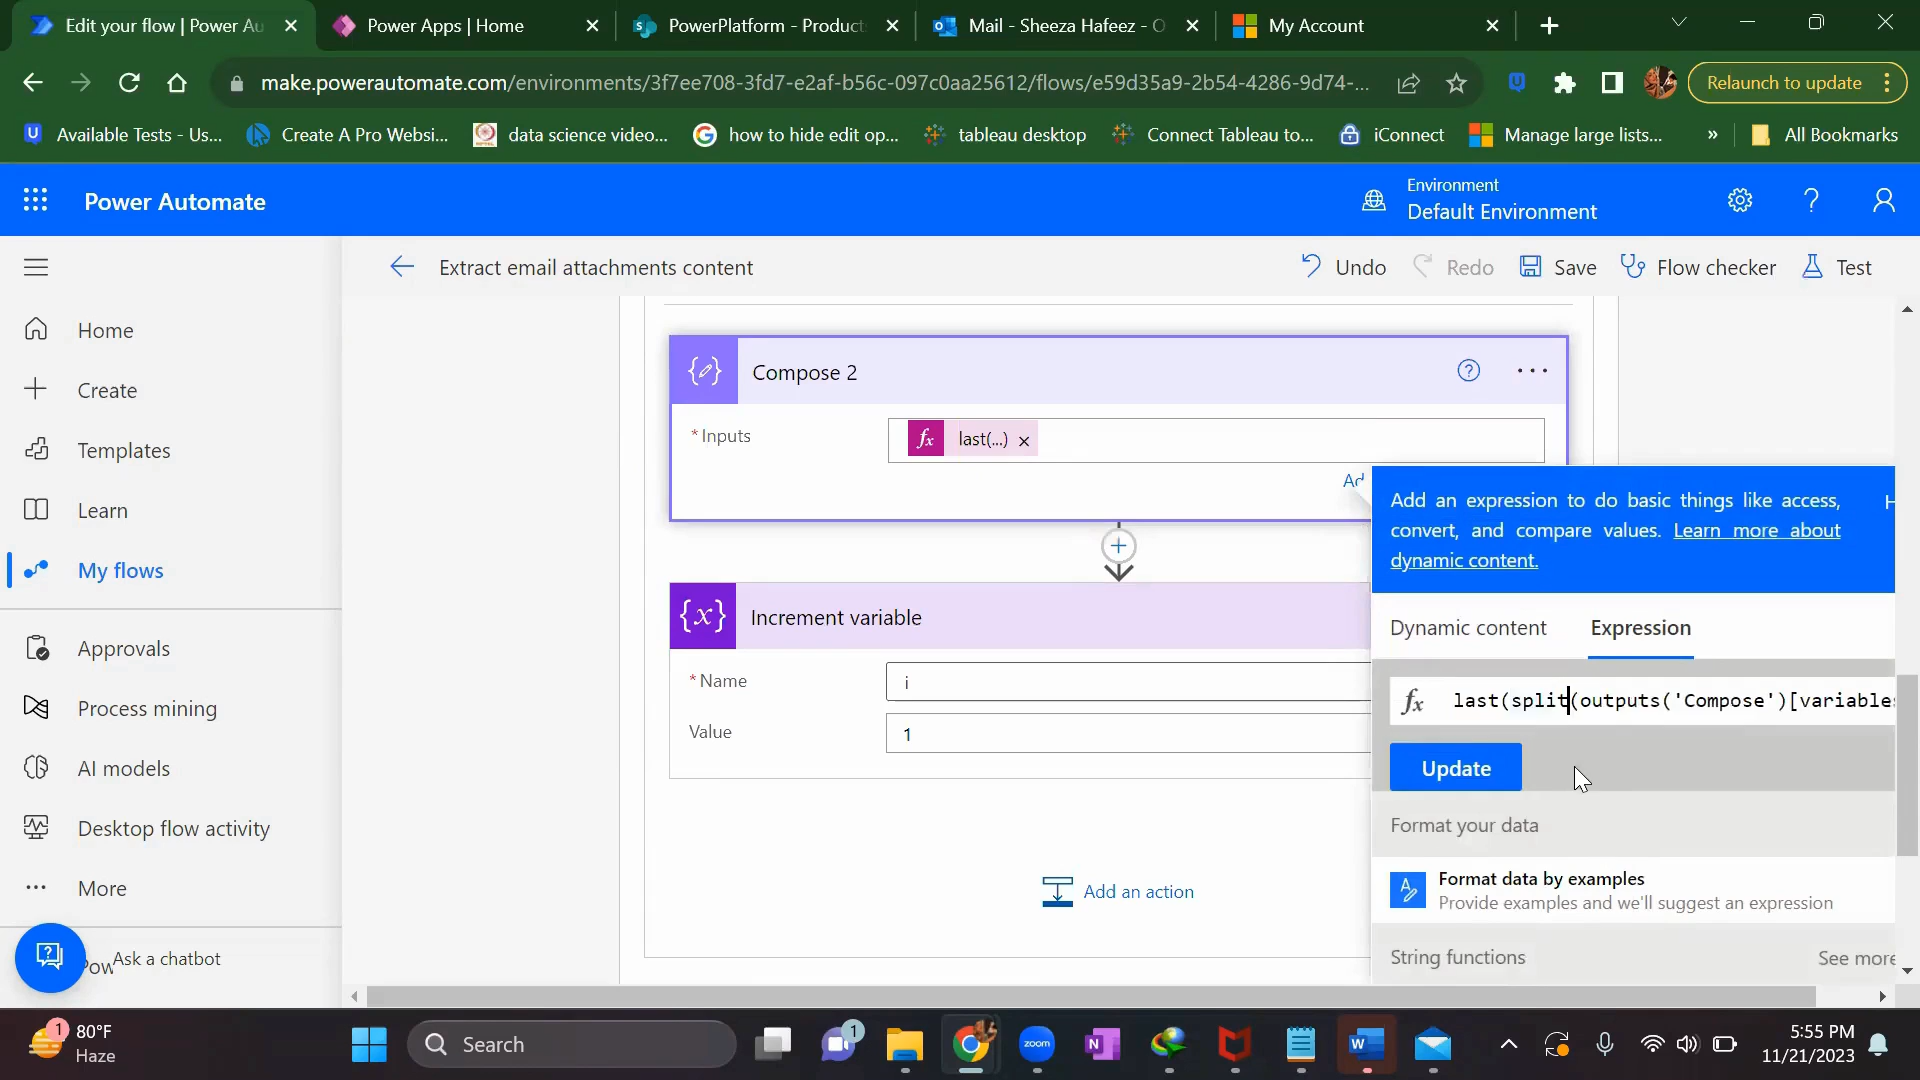 Edit your flow | Power Au
Power Apps | Home
PowerPlatform - Product
Mail - Sheeza Hafeez - O
My Account
make.powerautomate.com/environments/3f7ee708-3fd7-e2af-b56c-097c0aa25612/flows/e59d35a9-2b54-4286-9d74-...
Relaunch to update
Available Tests - Us...
Create A Pro Websi...
data science video...
how to hide edit op...
tableau desktop
Connect Tableau to...
iConnect
Manage large lists...
»
All Bookmarks
Power Automate
Environment
Default Environment
Extract email attachments content
Undo
Redo
Save
Flow checker
Test
Home
Create
Templates
Learn
My flows
Approvals
Process mining
AI models
Desktop flow activity
More
Pow
Ask a chatbot
Compose 2
* Inputs
fx last(...) ×
Ad
Increment variable
* Name
i
Value
1
Add an action
Add an expression to do basic things like access,
convert, and compare values. Learn more about
dynamic content.
H
Dynamic content
Expression
fx last(split(outputs('Compose')[variables
Update
Format your data
Format data by examples
Provide examples and we'll suggest an expression
String functions
See more
1
80°F
Haze
Search
1
zoom
5:55 PM
11/21/2023